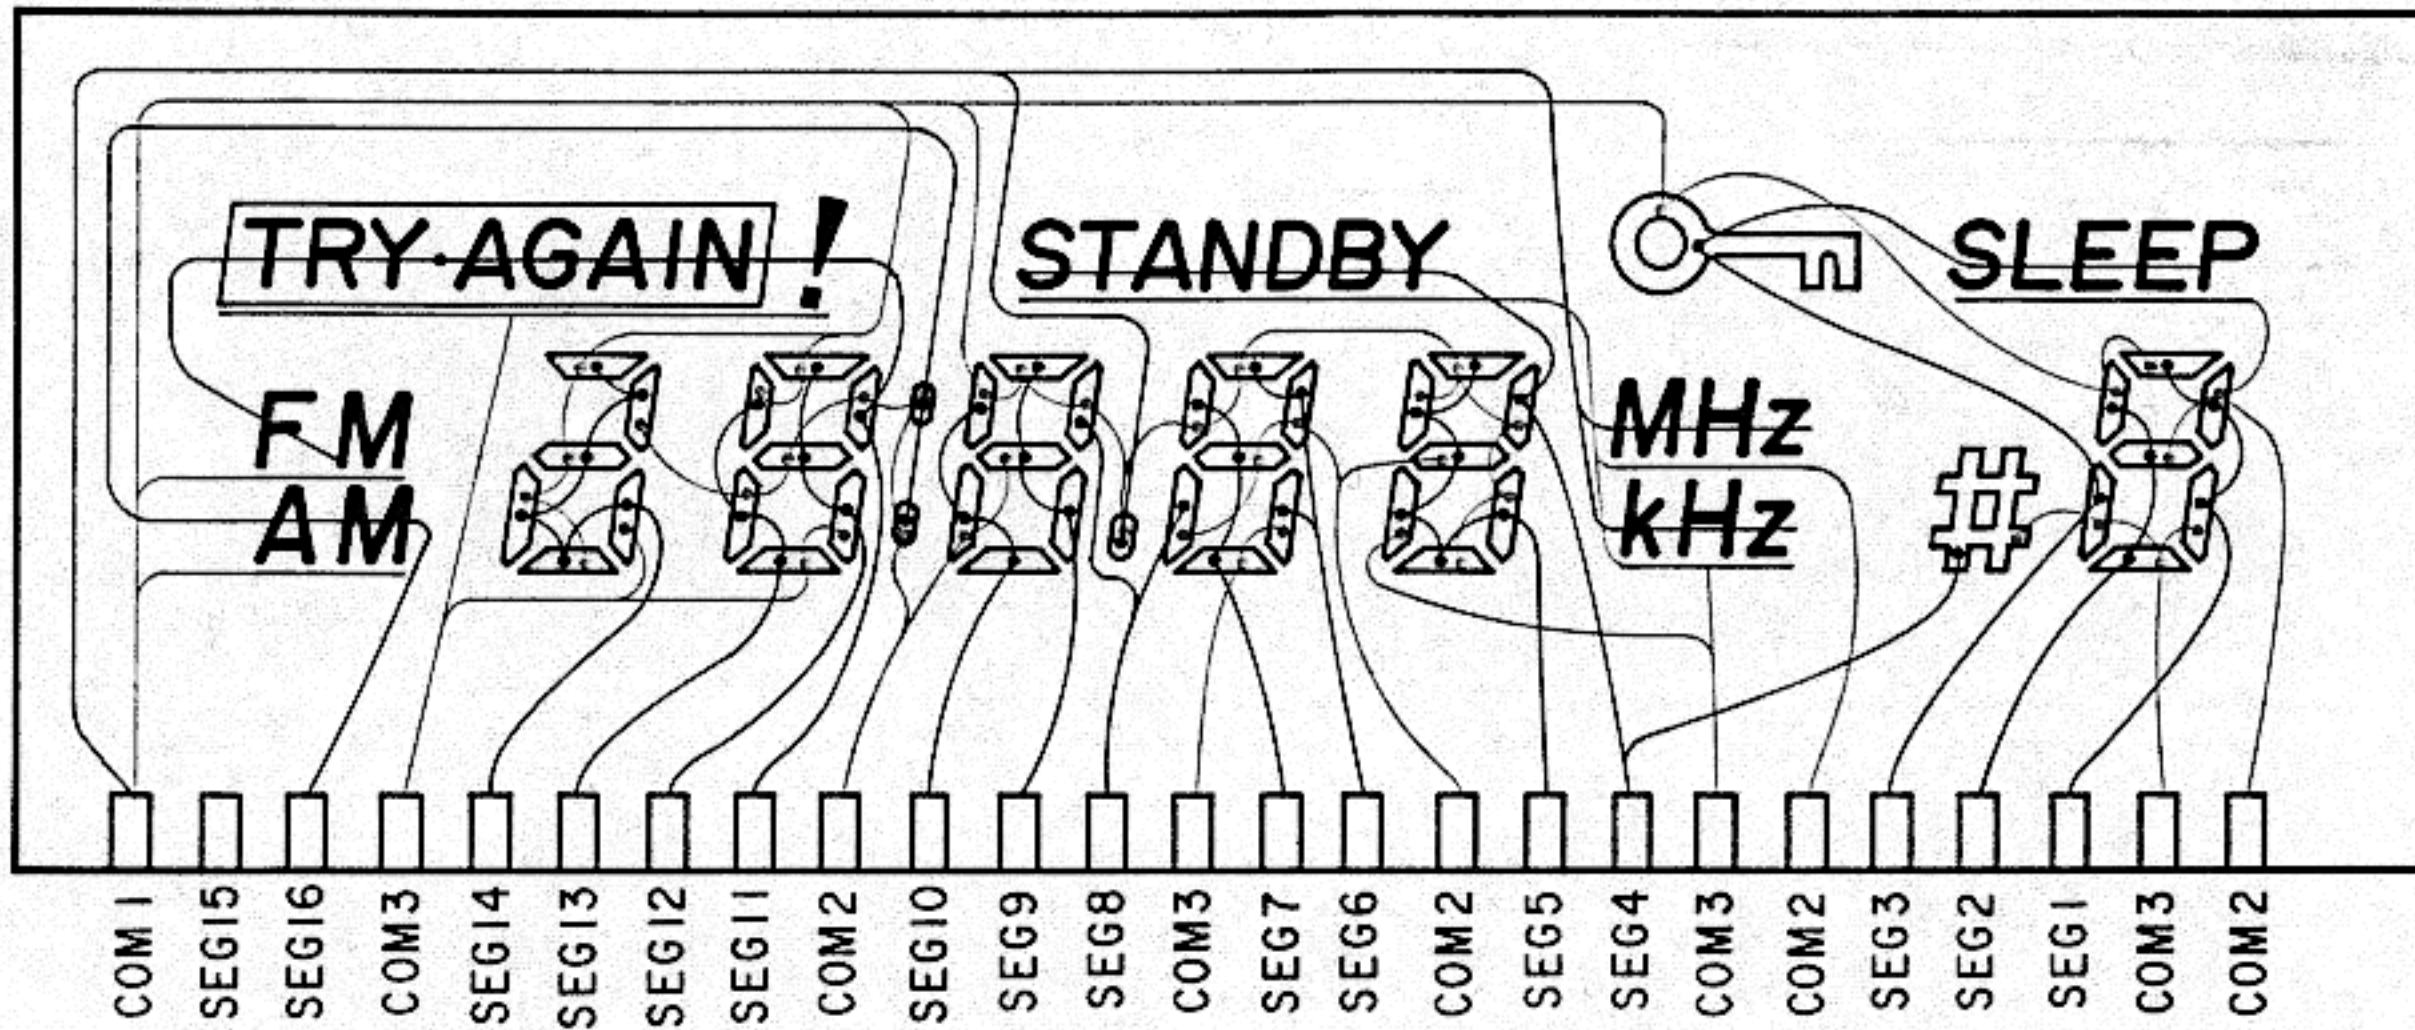 TRY·AGAIN! STANDBY SLEEP
FM MHz
AM kHz #
COM1 SEG15 SEG16 COM3 SEG14 SEG13 SEG12 SEG11 COM2 SEG10 SEG9 SEG8 COM3 SEG7 SEG6 COM2 SEG5 SEG4 COM3 COM2 SEG3 SEG2 SEG1 COM3 COM2